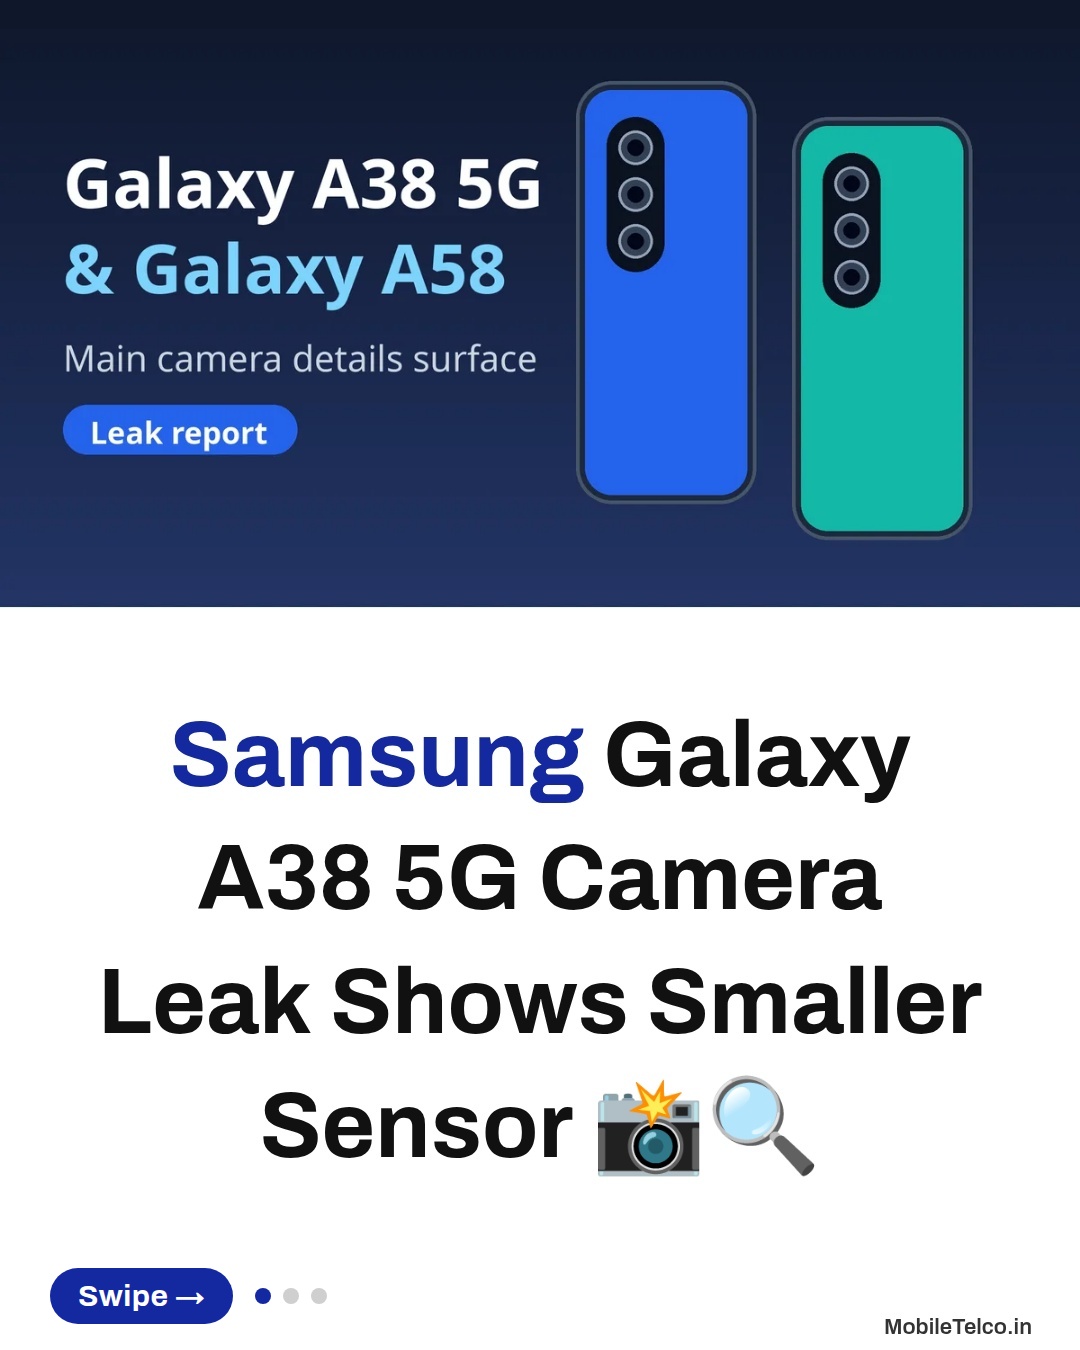 Galaxy A38 5G
& Galaxy A58
Main camera details surface
Leak report
Samsung Galaxy
A38 5G Camera
Leak Shows Smaller
Sensor 📸🔍
Swipe →
MobileTelco.in